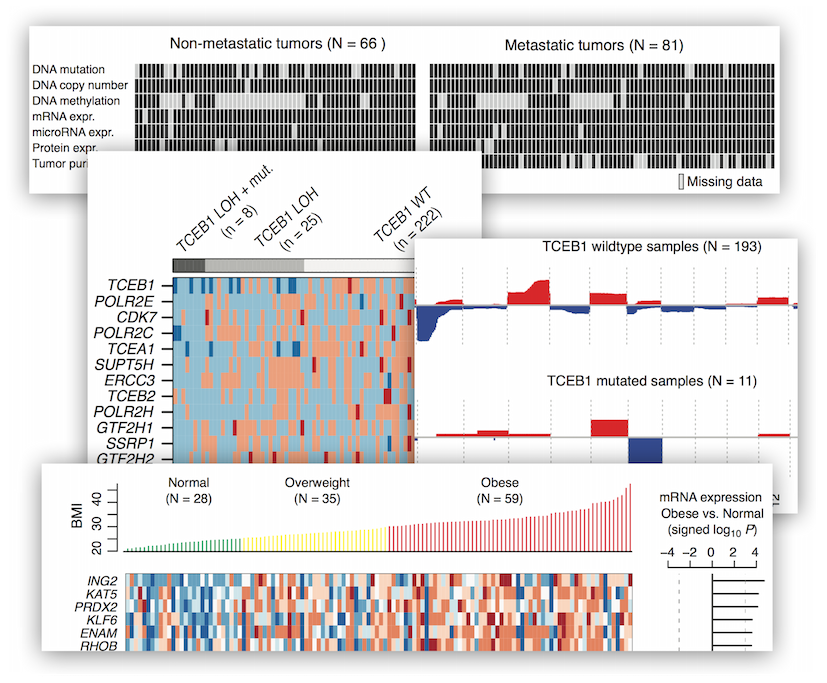 Non-metastatic tumors (N = 66 )
Metastatic tumors (N = 81)
DNA mutation
DNA copy number
DNA methylation
mRNA expr.
microRNA expr.
Protein expr.
Tumor puri
Missing data
TCEB1 LOH + mut.
(n = 8)
TCEB1 LOH
(n = 25)
TCEB1 WT
(n = 222)
TCEB1
POLR2E
CDK7
POLR2C
TCEA1
SUPT5H
ERCC3
TCEB2
POLR2H
GTF2H1
SSRP1
GTF2H2
TCEB1 wildtype samples (N = 193)
TCEB1 mutated samples (N = 11)
Normal
(N = 28)
Overweight
(N = 35)
Obese
(N = 59)
BMI
40
30
20
mRNA expression
Obese vs. Normal
(signed log10 P)
−4 −2 0 2 4
ING2
KAT5
PRDX2
KLF6
ENAM
RHOB